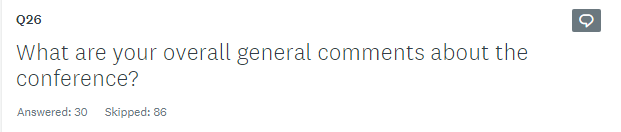 Q26
What are your overall general comments about the
conference?
Answered: 30 Skipped: 86